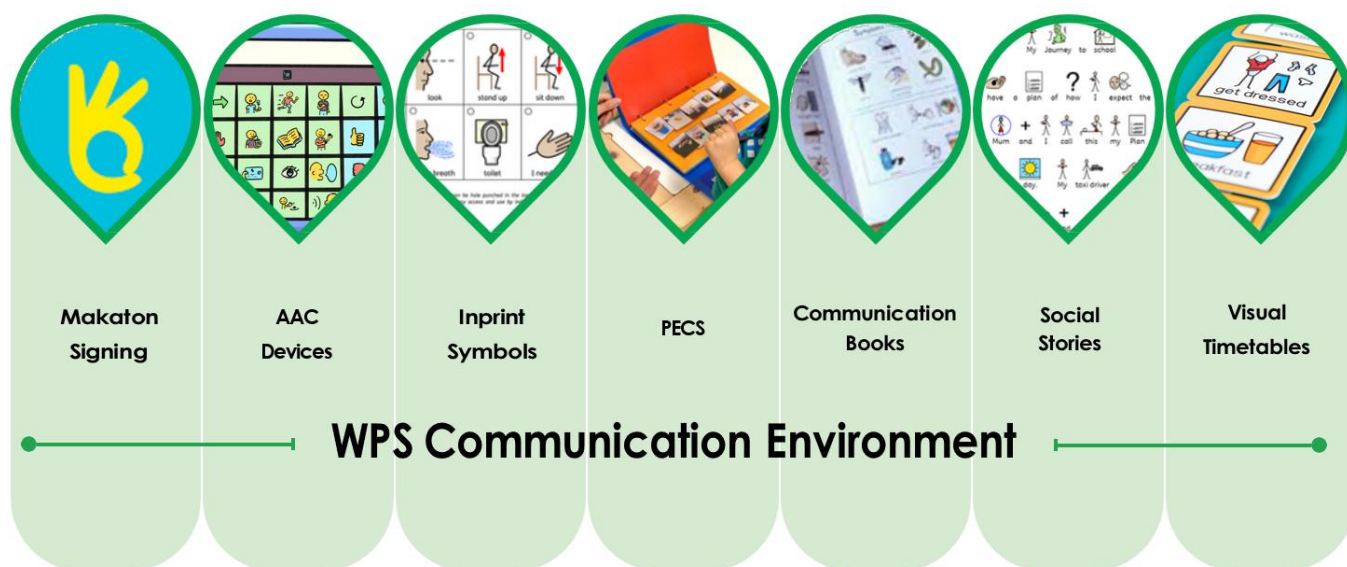 look
stand up
sit down
breath
toilet
I need
My Journey to school
have a plan of how I expect the
Mum and I call this my Plan
day. My taxi driver
get dressed
Makaton
Signing
AAC
Devices
Inprint
Symbols
PECS
Communication
Books
Social
Stories
Visual
Timetables
WPS Communication Environment